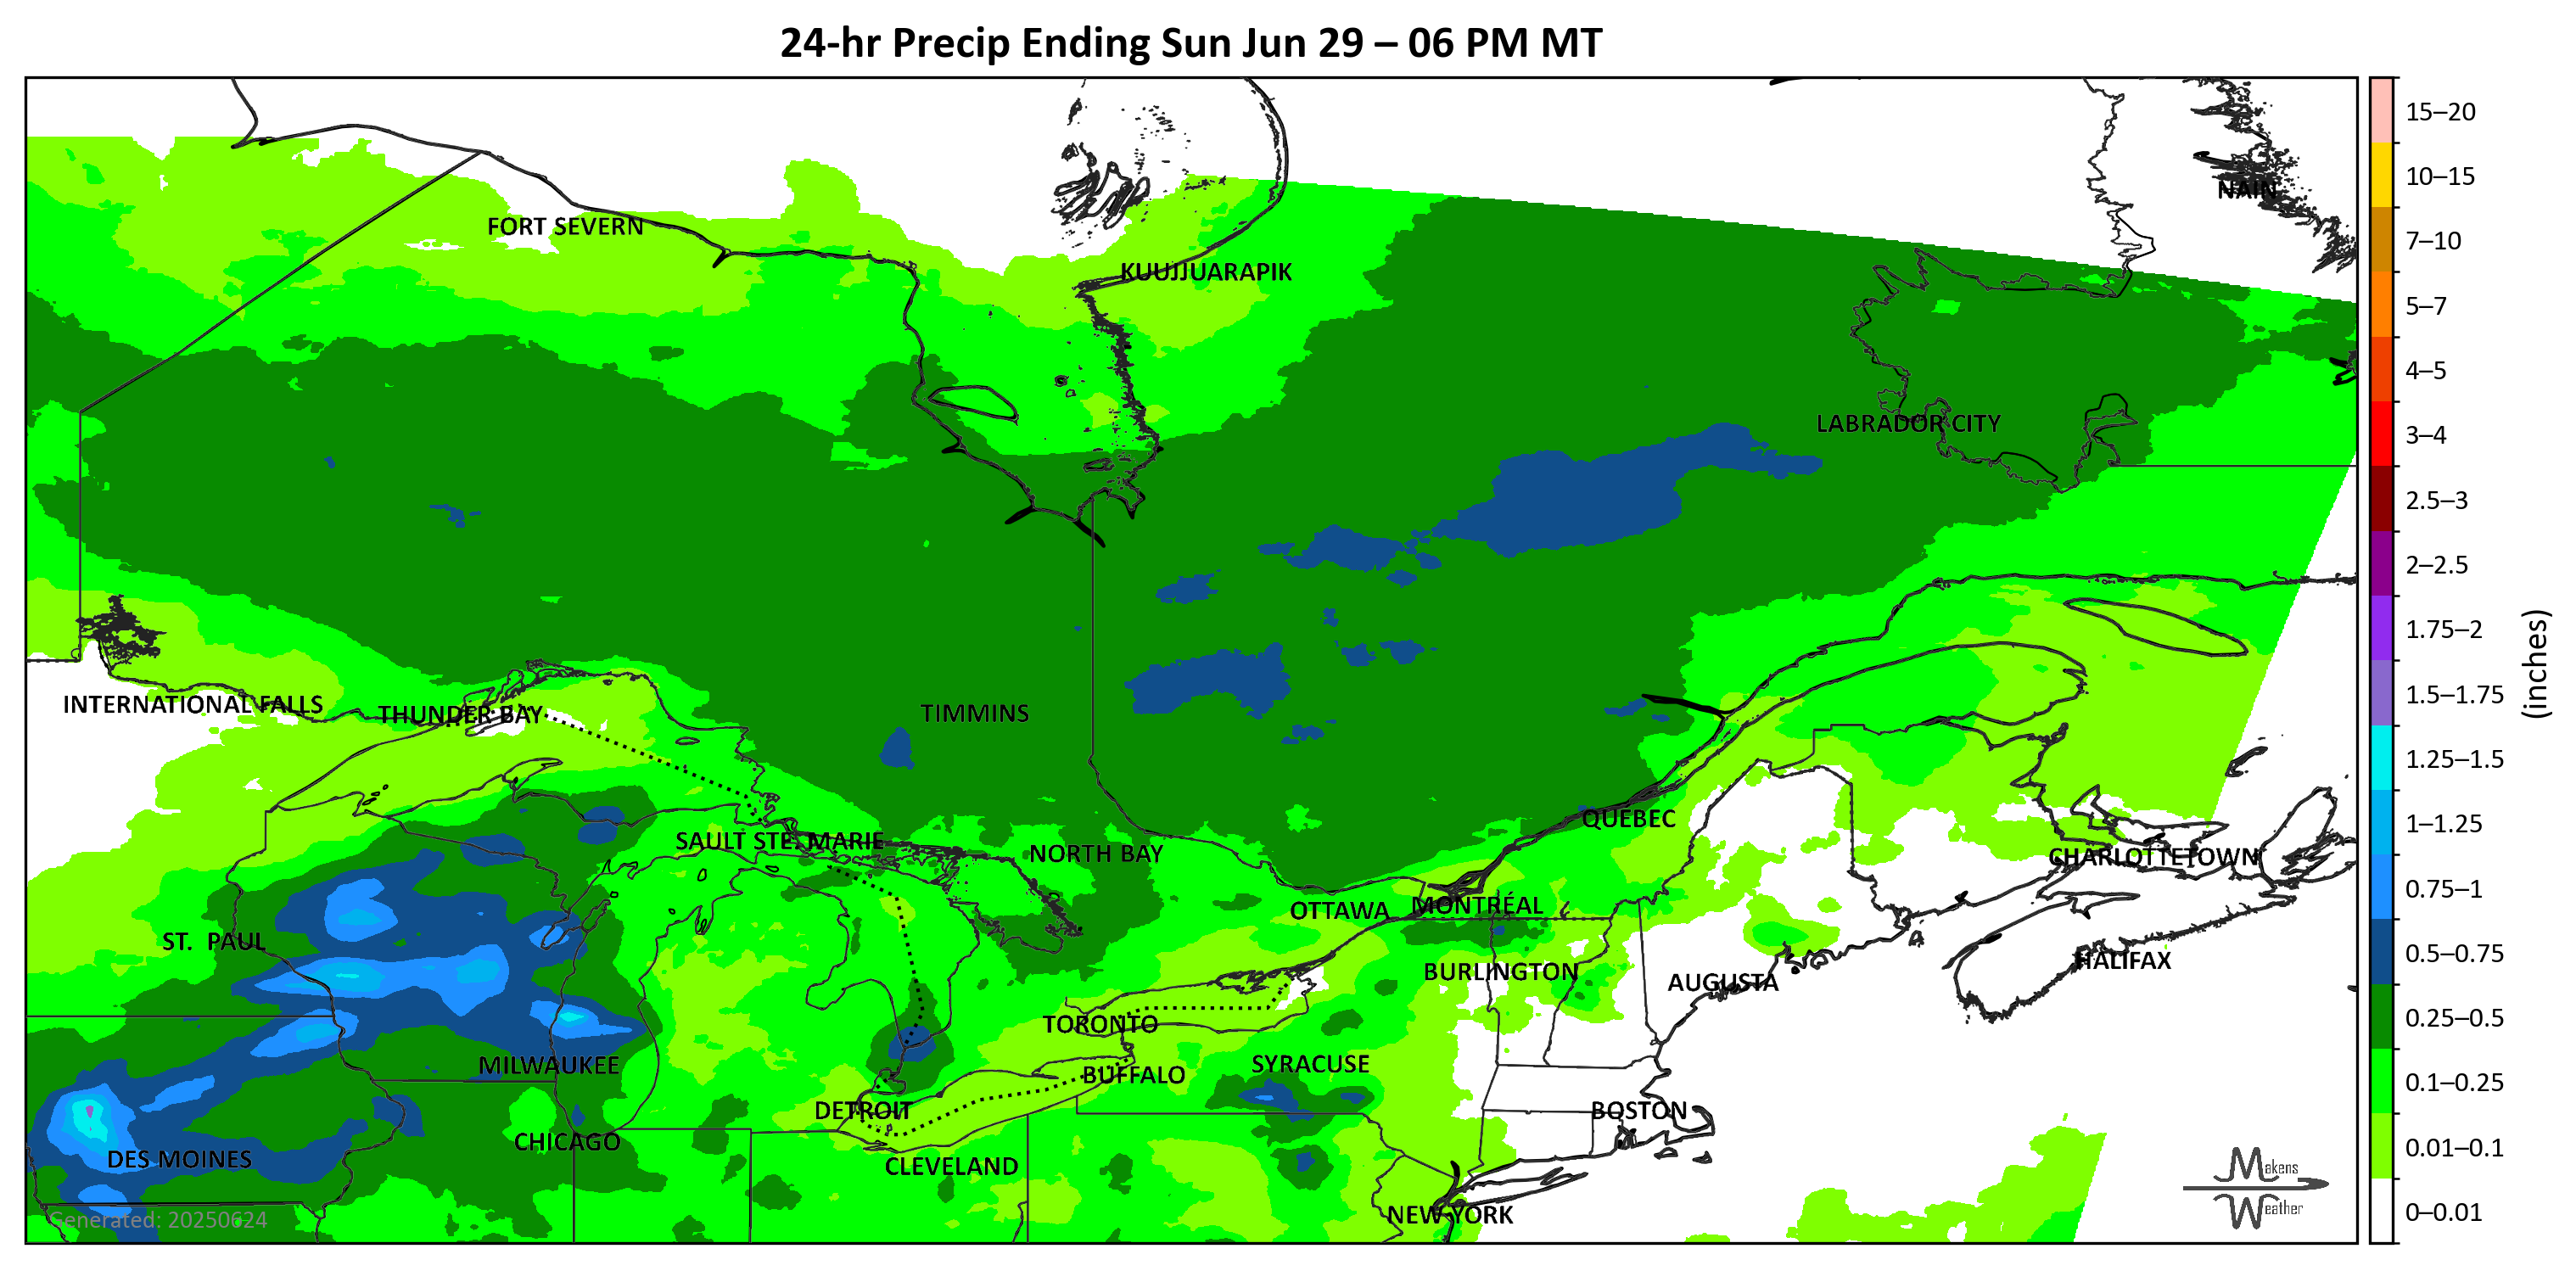 24-hr Precip Ending Sun Jun 29 – 06 PM MT
NAIN
FORT SEVERN
KUUJJUARAPIK
LABRADOR CITY
INTERNATIONAL FALLS
THUNDER BAY
TIMMINS
QUEBEC
SAULT STE. MARIE
NORTH BAY
CHARLOTTETOWN
OTTAWA
MONTRÉAL
ST. PAUL
HALIFAX
BURLINGTON
AUGUSTA
TORONTO
MILWAUKEE
SYRACUSE
BUFFALO
DETROIT
BOSTON
CHICAGO
DES MOINES
CLEVELAND
NEW YORK
Generated: 20250624
Makens
Weather
15–20
10–15
7–10
5–7
4–5
3–4
2.5–3
2–2.5
1.75–2
1.5–1.75
1.25–1.5
1–1.25
0.75–1
0.5–0.75
0.25–0.5
0.1–0.25
0.01–0.1
0–0.01
(inches)